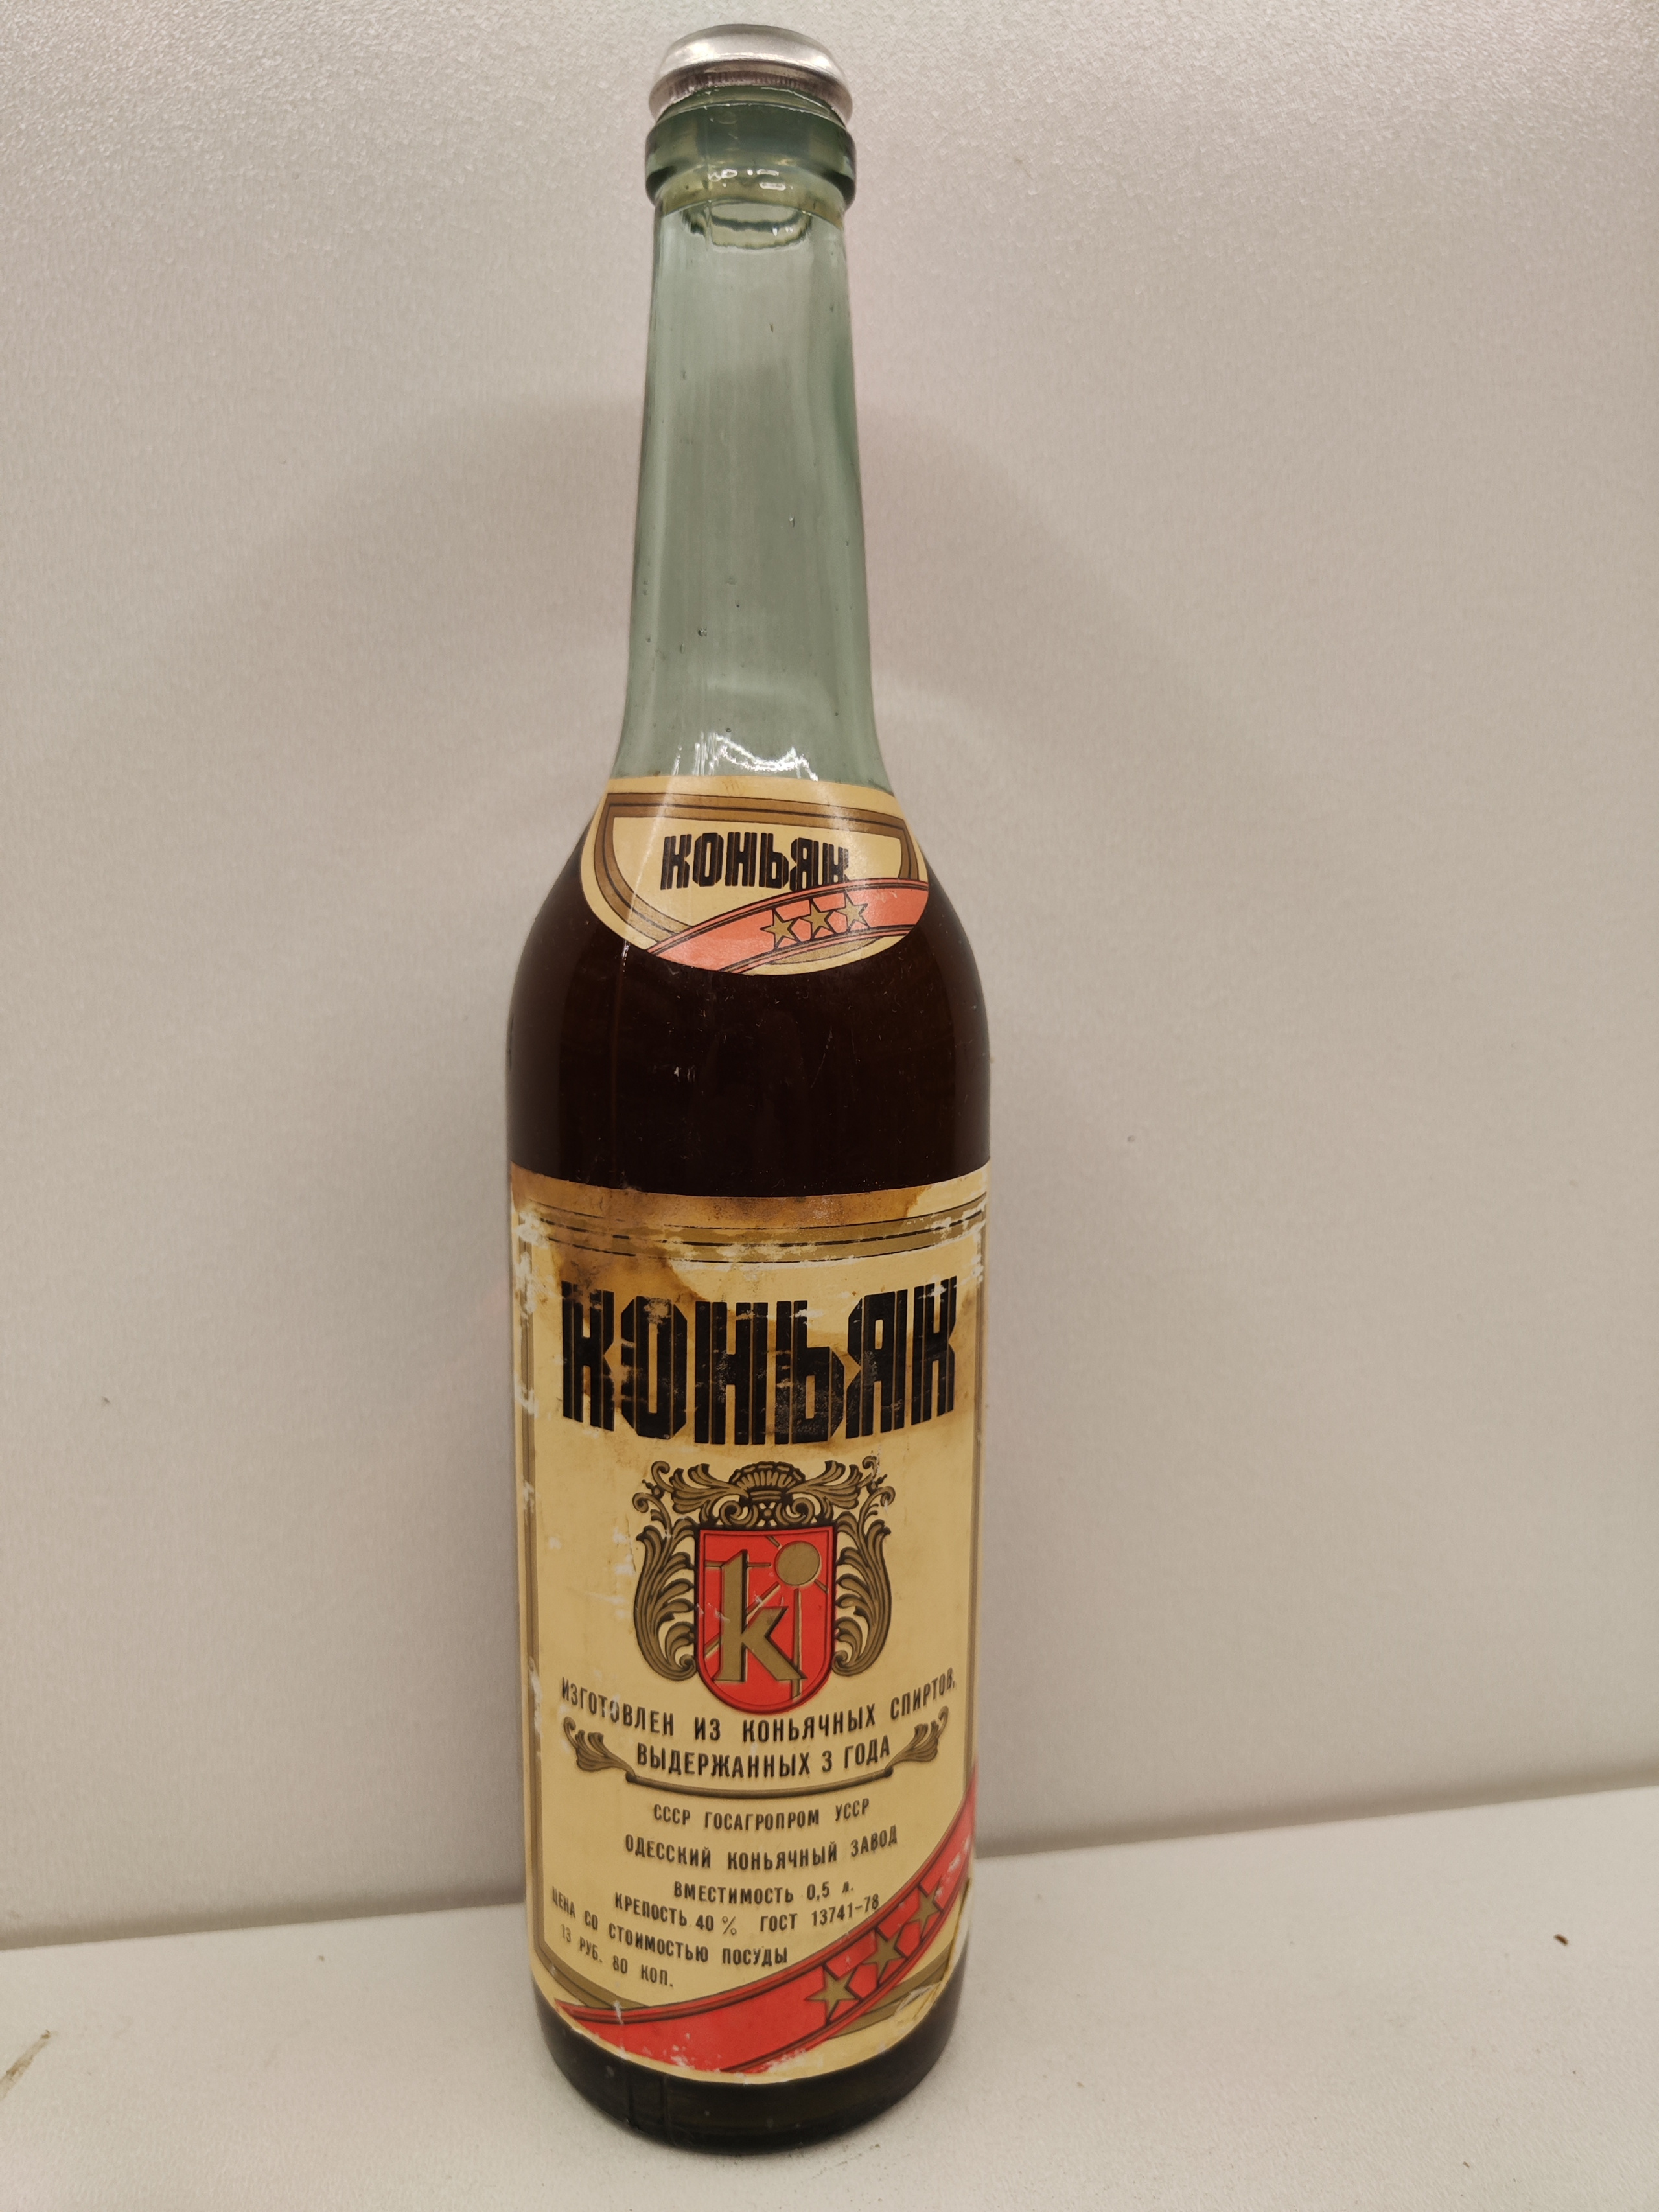 КОНЬЯК
КОНЬЯК
k
ИЗГОТОВЛЕН ИЗ КОНЬЯЧНЫХ СПИРТОВ,
ВЫДЕРЖАННЫХ 3 ГОДА
СССР ГОСАГРОПРОМ УССР
ОДЕССКИЙ КОНЬЯЧНЫЙ ЗАВОД
ВМЕСТИМОСТЬ 0,5 л.
КРЕПОСТЬ 40 % ГОСТ 13741-78
ЦЕНА СО СТОИМОСТЬЮ ПОСУДЫ
13 РУБ. 80 КОП.